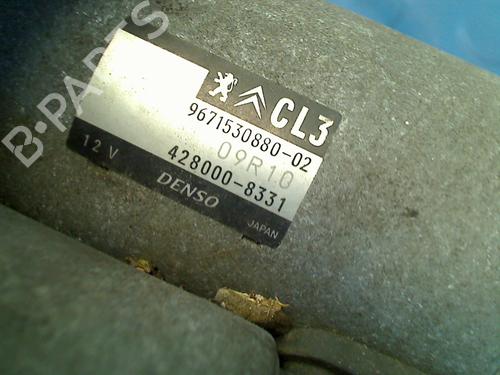 CL3
9671530880-02
09R10
428000-8331
12 V
DENSO
JAPAN
B-PARTS